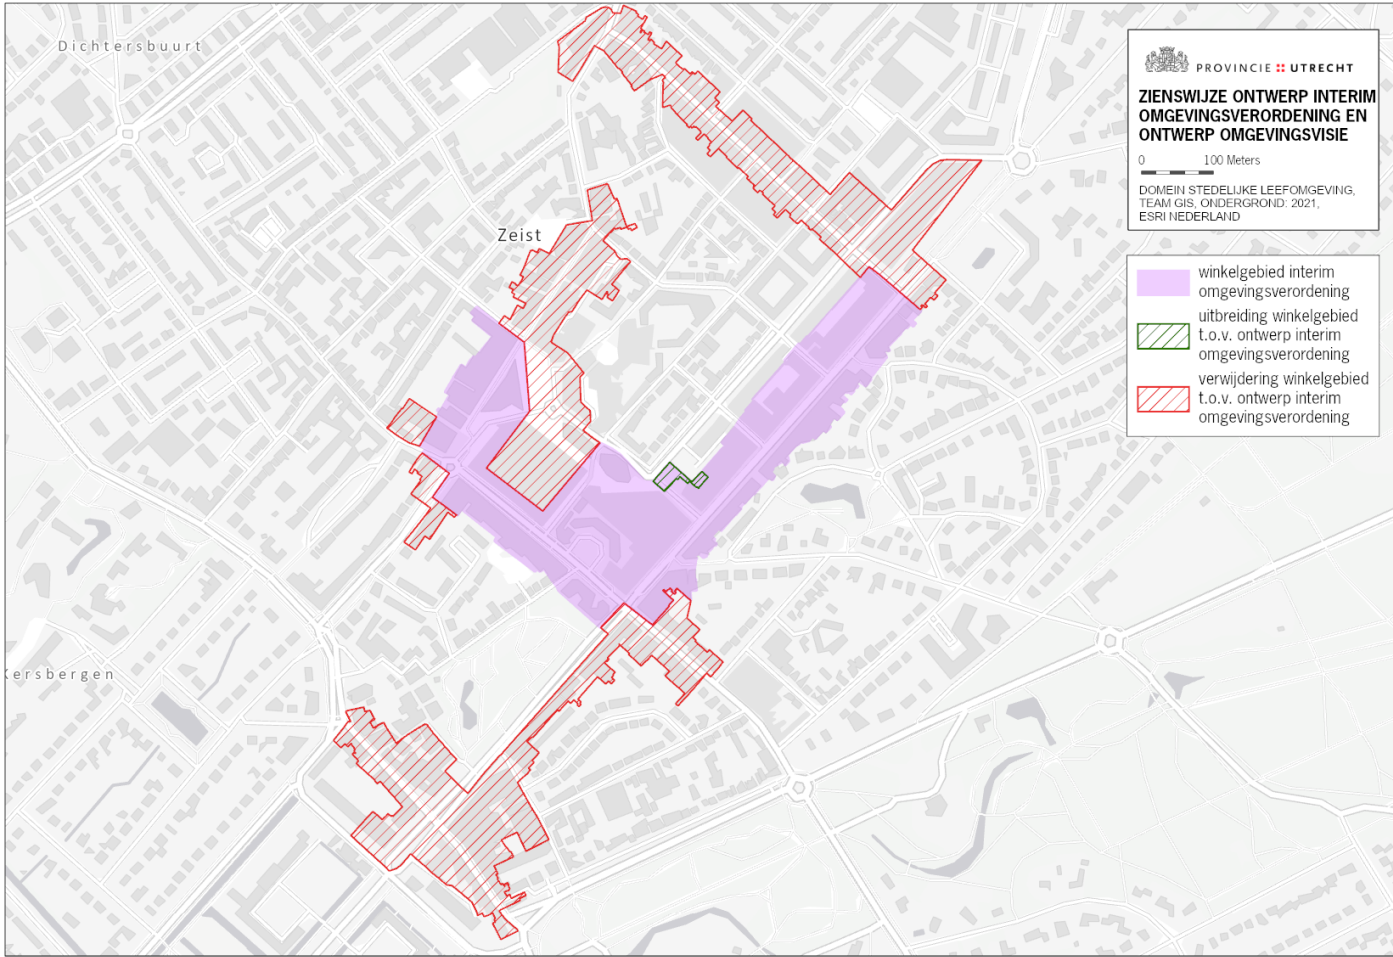 Dichtersbuurt
Zeist
Kersbergen
PROVINCIE UTRECHT
ZIENSWIJZE ONTWERP INTERIM
OMGEVINGSVERORDENING EN
ONTWERP OMGEVINGSVISIE
0 100 Meters
DOMEIN STEDELIJKE LEEFOMGEVING,
TEAM GIS, ONDERGROND: 2021,
ESRI NEDERLAND
winkelgebied interim
omgevingsverordening
uitbreiding winkelgebied
t.o.v. ontwerp interim
omgevingsverordening
verwijdering winkelgebied
t.o.v. ontwerp interim
omgevingsverordening